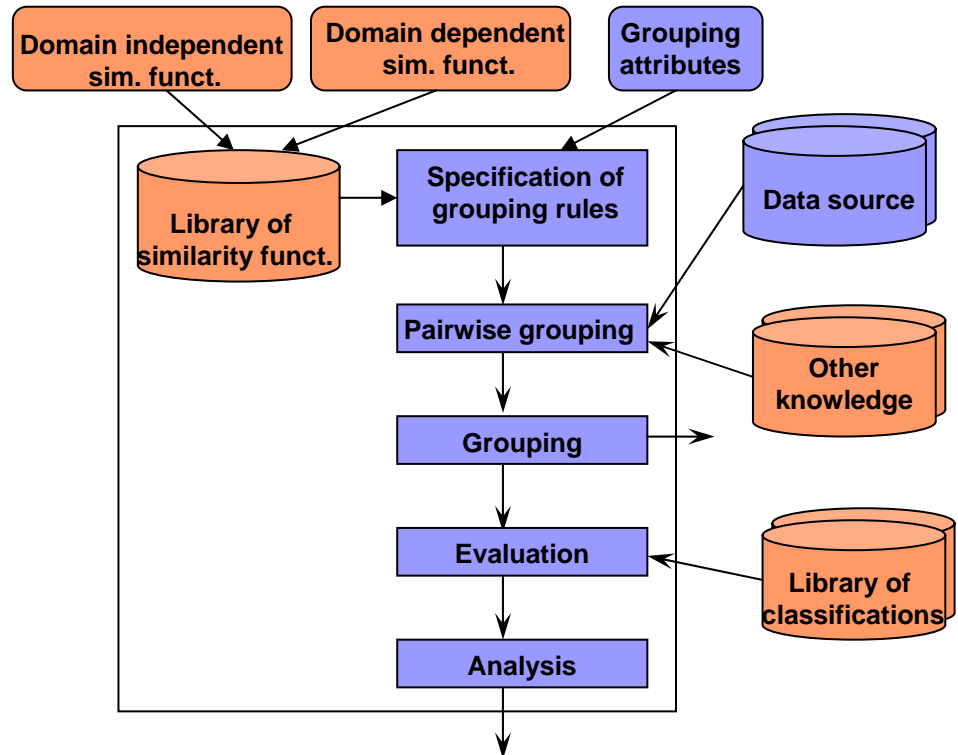 Domain independent
sim. funct.
Domain dependent
sim. funct.
Grouping
attributes
Library of
similarity funct.
Specification of
grouping rules
Data source
Pairwise grouping
Other
knowledge
Grouping
Evaluation
Library of
classifications
Analysis